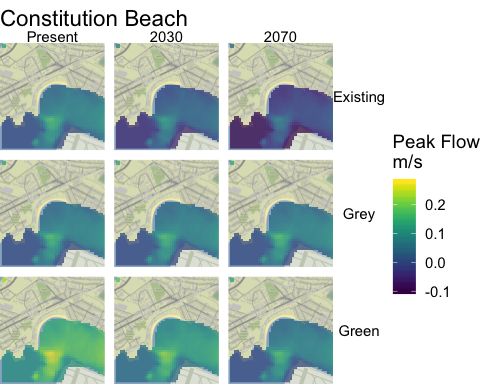 Constitution Beach
Present 2030 2070
Existing
Grey
Green
Peak Flow
m/s
0.2
0.1
0.0
-0.1